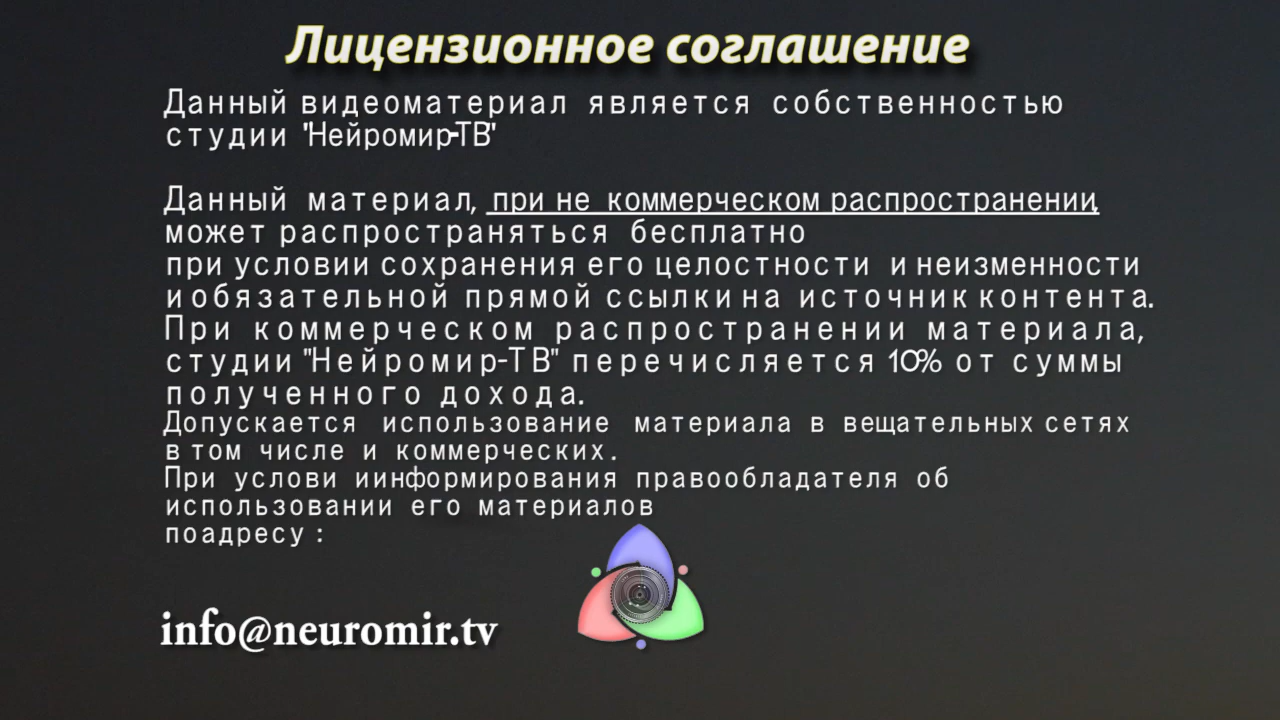 Лицензионное соглашение
Данный видеоматериал является собственностью
студии "Нейромир-ТВ"
Данный материал, при не коммерческом распространении,
может распространяться бесплатно
при условии сохранения его целостности и неизменности
и обязательной прямой ссылки на источник контента.
При коммерческом распространении материала,
студии "Нейромир-ТВ" перечисляется 10% от суммы
полученного дохода.
Допускается использование материала в вещательных сетях
в том числе и коммерческих.
При услови иинформирования правообладателя об
использовании его материалов
по адресу :
info@neuromir.tv